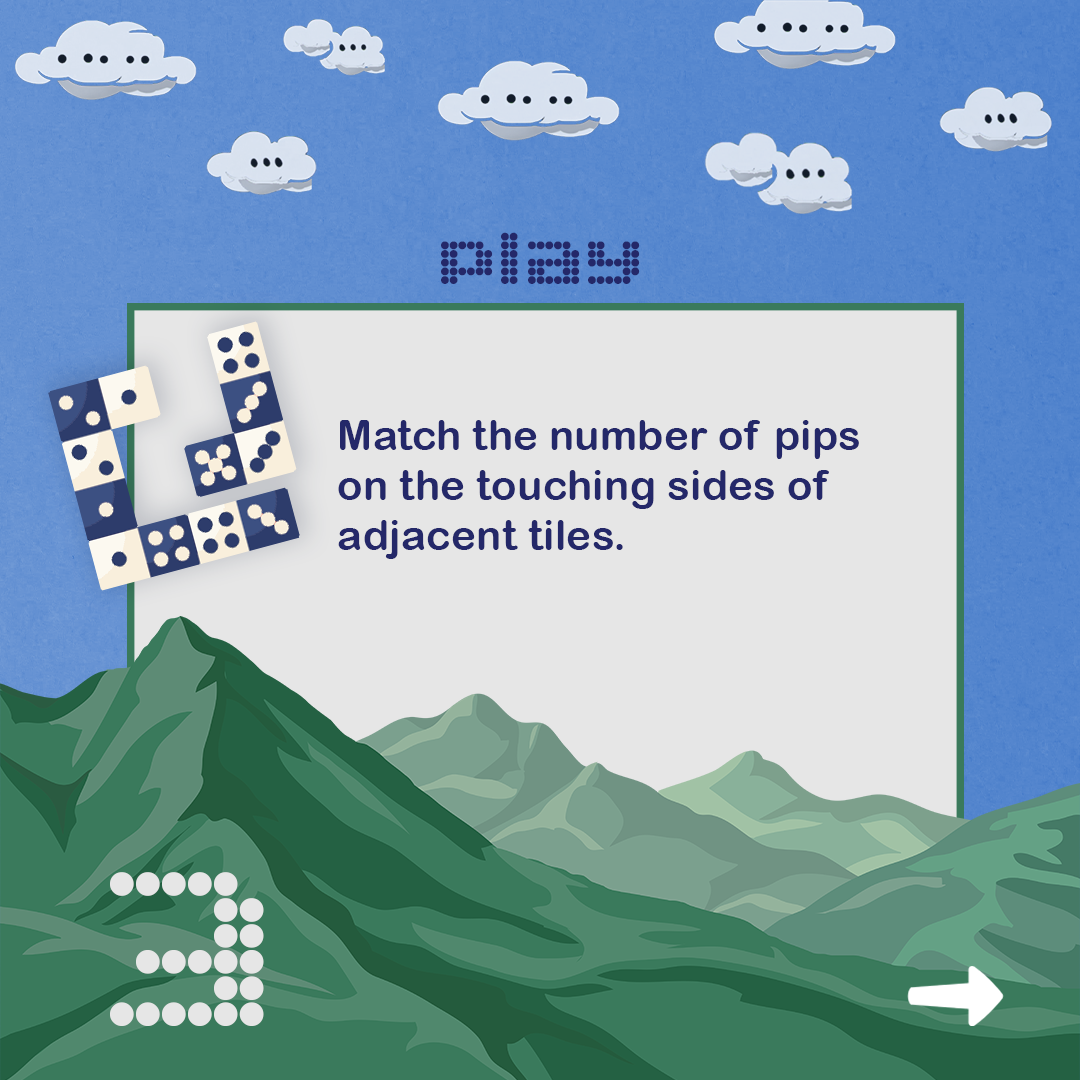 play
Match the number of pips
on the touching sides of
adjacent tiles.
3